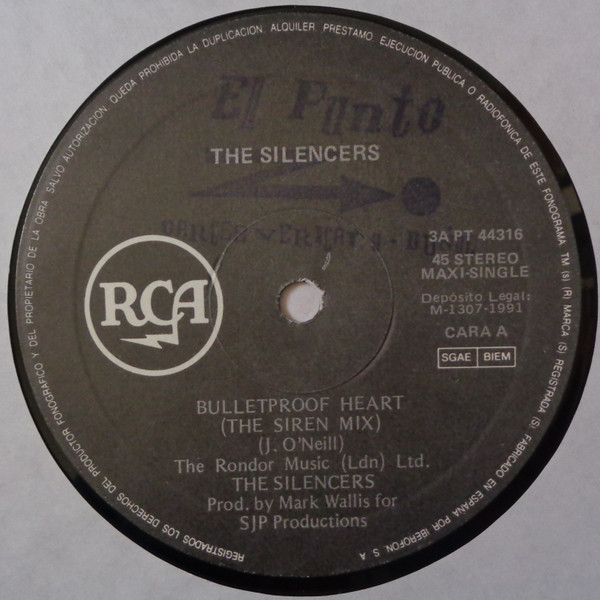 REGISTRADOS LOS DERECHOS DEL PRODUCTOR FONOGRAFICO Y DEL PROPIETARIO DE LA OBRA. SALVO AUTORIZACION, QUEDA PROHIBIDA LA DUPLICACION, ALQUILER, PRESTAMO, EJECUCION PUBLICA O RADIOFONICA DE ESTE FONOGRAMA. TM (s) (R) MARCA (S) REGISTRADA (S) FABRICADO EN ESPAÑA POR IBEROFON, S A
El Punto
THE SILENCERS
3A PT 44316
45 STEREO
MAXI-SINGLE
Depósito Legal:
M-1307-1991
CARA A
SGAE BIEM
RCA
BULLETPROOF HEART
(THE SIREN MIX)
(J. O'Neill)
The Rondor Music (Ldn) Ltd.
THE SILENCERS
Prod. by Mark Wallis for
SJP Productions